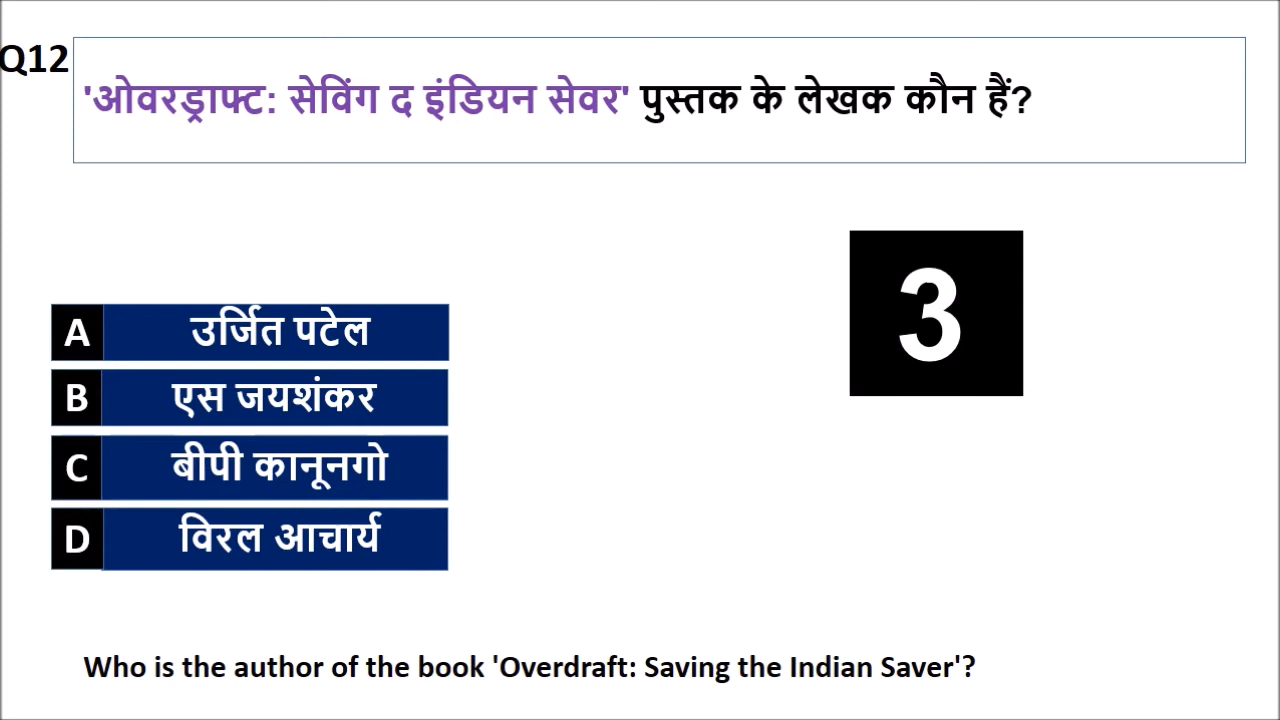 Q12
'ओवरड्राफ्ट: सेविंग द इंडियन सेवर' पुस्तक के लेखक कौन हैं?
3
A उर्जित पटेल
B एस जयशंकर
C बीपी कानूनगो
D विरल आचार्य
Who is the author of the book 'Overdraft: Saving the Indian Saver'?